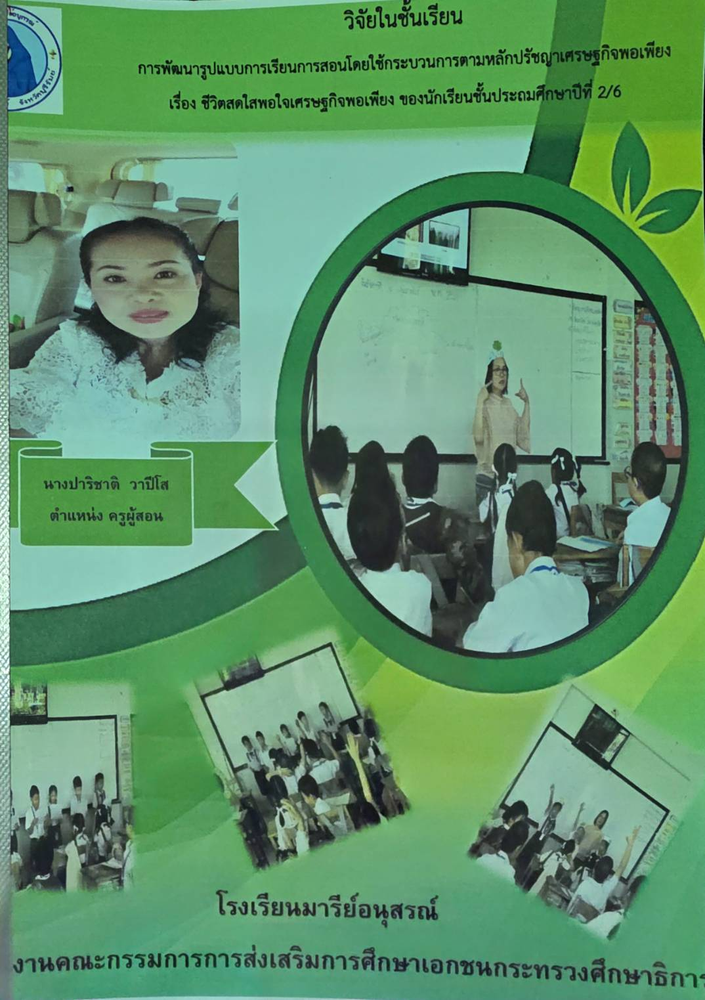 วิจัยในชั้นเรียน
การพัฒนารูปแบบการเรียนการสอนโดยใช้กระบวนการตามหลักปรัชญาเศรษฐกิจพอเพียง
เรื่อง ชีวิตสดใสพอใจเศรษฐกิจพอเพียง ของนักเรียนชั้นประถมศึกษาปีที่ 2/6
จังหวัดบุรีรัมย์
นางปาริชาติ วาปีโส
ตำแหน่ง ครูผู้สอน
โรงเรียนมารีย์อนุสรณ์
งานคณะกรรมการการส่งเสริมการศึกษาเอกชนกระทรวงศึกษาธิการ